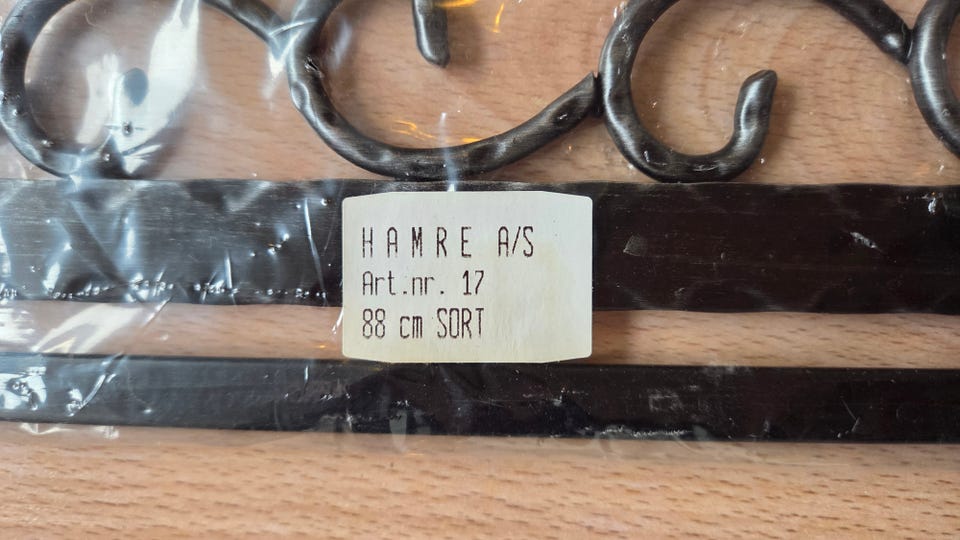 HAMRE A/S
Art.nr. 17
88 cm SORT